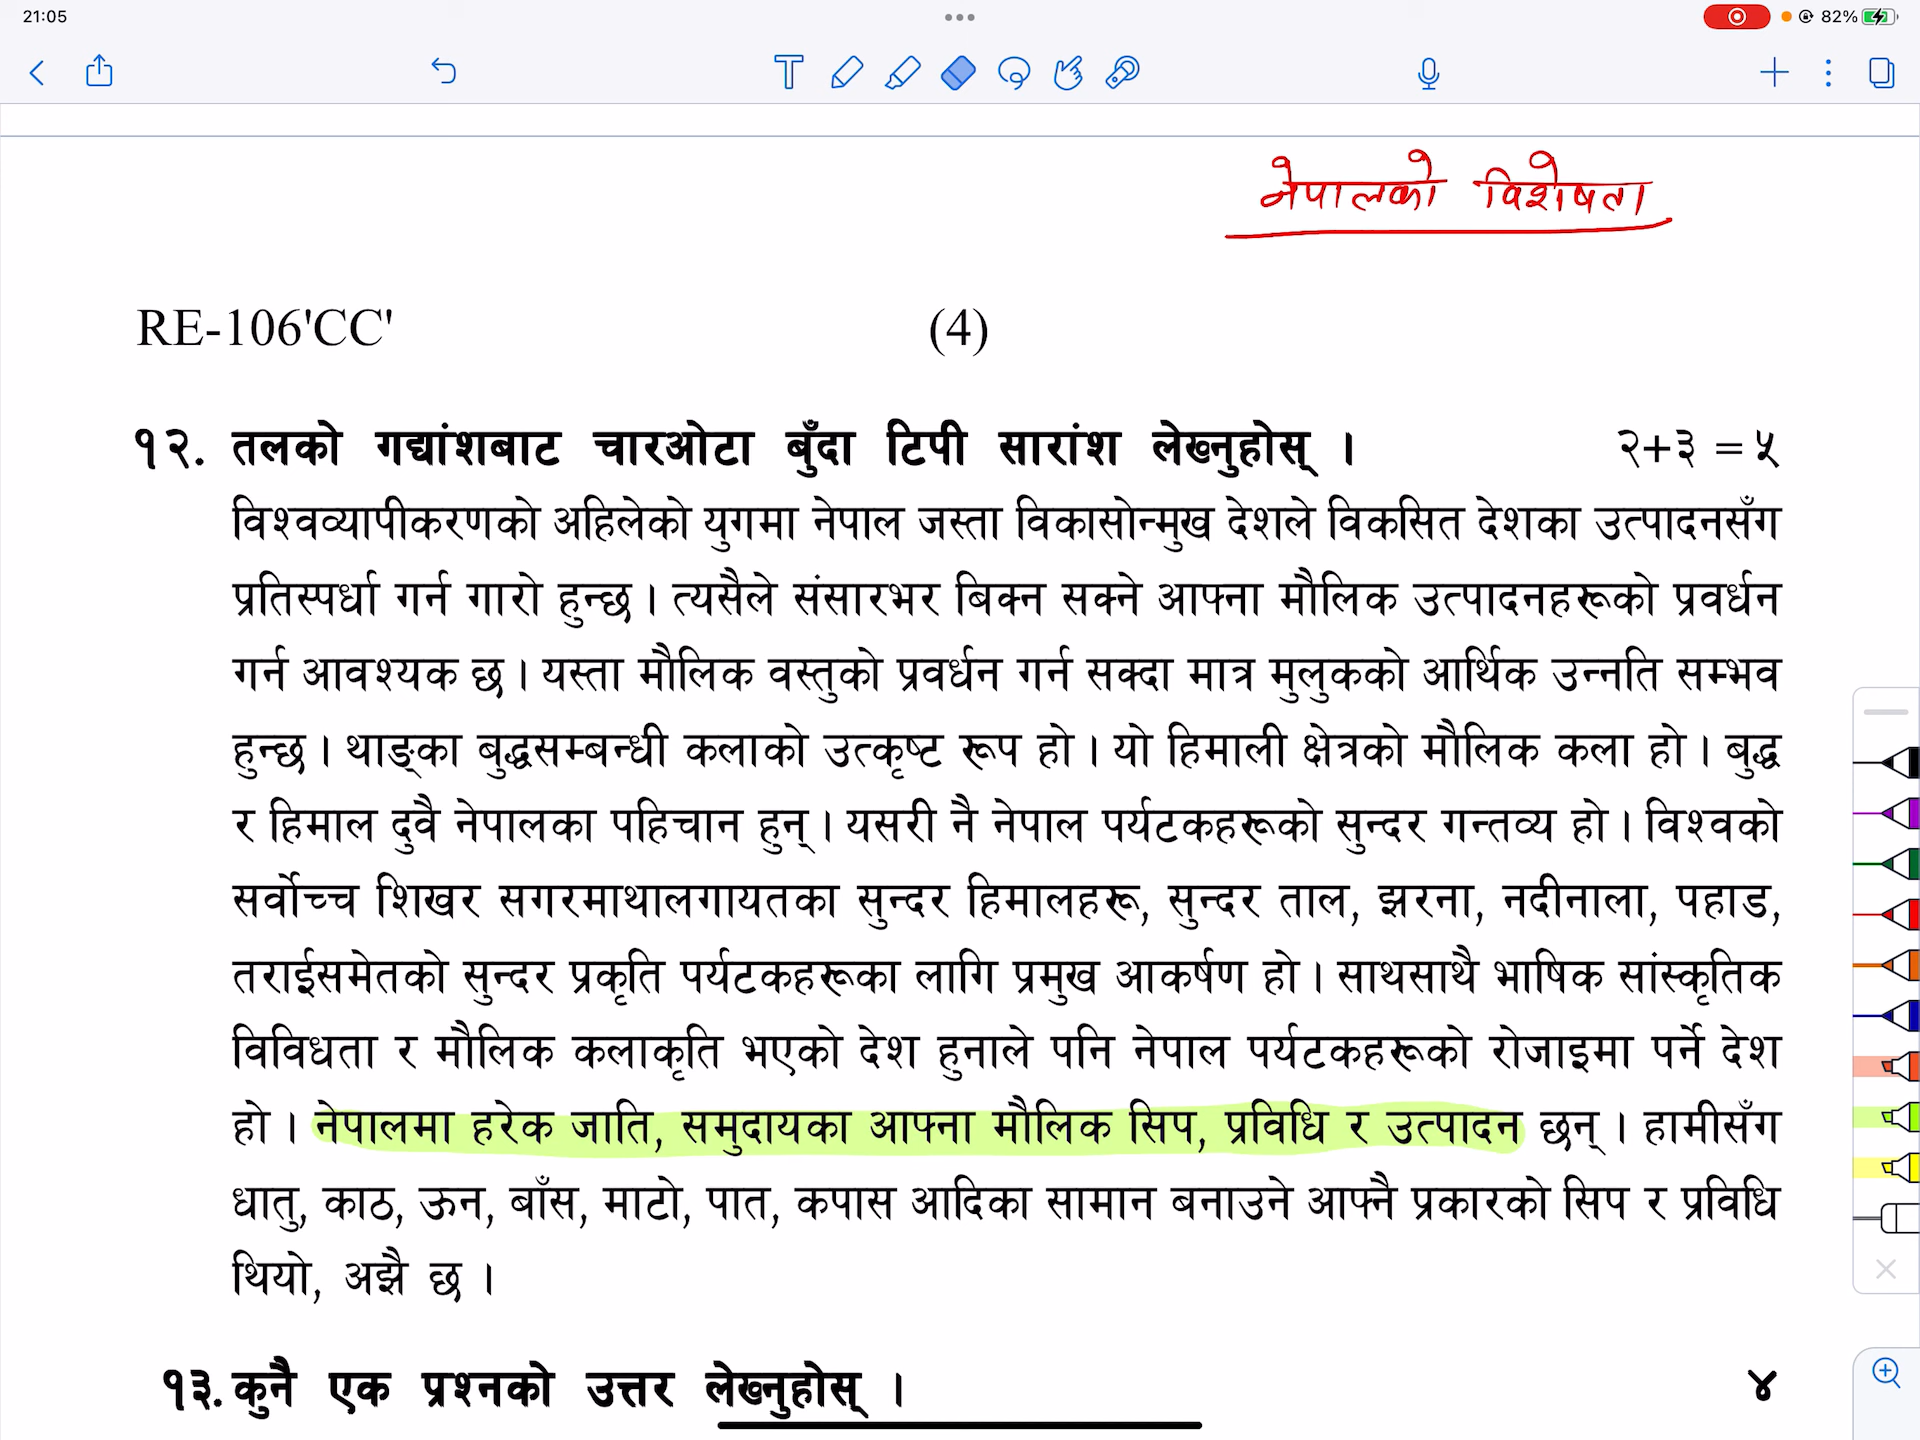 21:05
82%
नेपालको विशेषता
RE-106'CC'
(4)
१२. तलको गद्यांशबाट चारओटा बुँदा टिपी सारांश लेख्नुहोस् । २+३ = ५
विश्वव्यापीकरणको अहिलेको युगमा नेपाल जस्ता विकासोन्मुख देशले विकसित देशका उत्पादनसँग
प्रतिस्पर्धा गर्न गारो हुन्छ । त्यसैले संसारभर बिक्न सक्ने आफ्ना मौलिक उत्पादनहरूको प्रवर्धन
गर्न आवश्यक छ । यस्ता मौलिक वस्तुको प्रवर्धन गर्न सक्दा मात्र मुलुकको आर्थिक उन्नति सम्भव
हुन्छ । थाङ्का बुद्धसम्बन्धी कलाको उत्कृष्ट रूप हो । यो हिमाली क्षेत्रको मौलिक कला हो । बुद्ध
र हिमाल दुवै नेपालका पहिचान हुन् । यसरी नै नेपाल पर्यटकहरूको सुन्दर गन्तव्य हो । विश्वको
सर्वोच्च शिखर सगरमाथालगायतका सुन्दर हिमालहरू, सुन्दर ताल, झरना, नदीनाला, पहाड,
तराईसमेतको सुन्दर प्रकृति पर्यटकहरूका लागि प्रमुख आकर्षण हो । साथसाथै भाषिक सांस्कृतिक
विविधता र मौलिक कलाकृति भएको देश हुनाले पनि नेपाल पर्यटकहरूको रोजाइमा पर्ने देश
हो । नेपालमा हरेक जाति, समुदायका आफ्ना मौलिक सिप, प्रविधि र उत्पादन छन् । हामीसँग
धातु, काठ, ऊन, बाँस, माटो, पात, कपास आदिका सामान बनाउने आफ्नै प्रकारको सिप र प्रविधि
थियो, अझै छ ।
१३. कुनै एक प्रश्नको उत्तर लेख्नुहोस् । ४